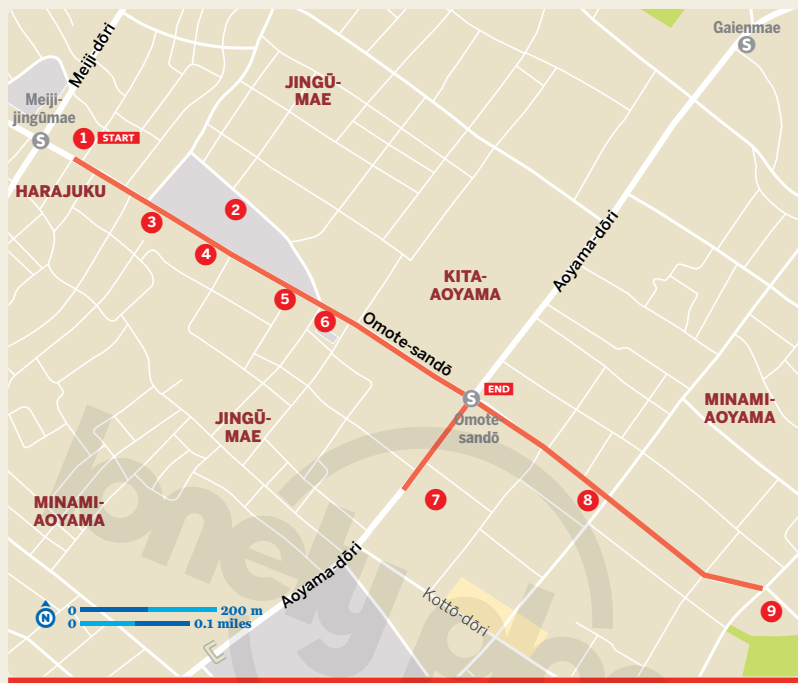 Gaienmae
S
Meiji-dōri
JINGŪ-
MAE
Meiji-
jingūmae
S
1 START
HARAJUKU
2
3
4
Aoyama-dōri
KITA-
AOYAMA
5
6
Omote-sandō
END
S
Omote-
sandō
MINAMI-
AOYAMA
JINGŪ-
MAE
7
8
MINAMI-
AOYAMA
Aoyama-dōri
Kottō-dōri
9
N
0 200 m
0 0.1 miles
lonely pla